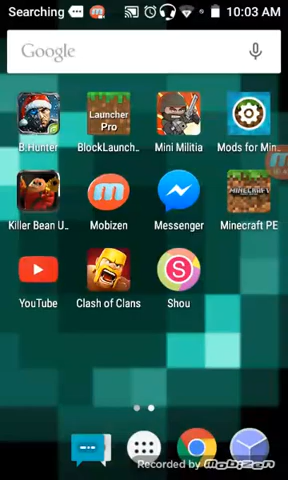 Searching 10:03 AM
Google
B.Hunter BlockLaunch... Mini Militia Mods for Min...
Launcher
Pro
MINECRAFT
Killer Bean U... Mobizen Messenger Minecraft PE
YouTube Clash of Clans Shou
Recorded by Mobizen